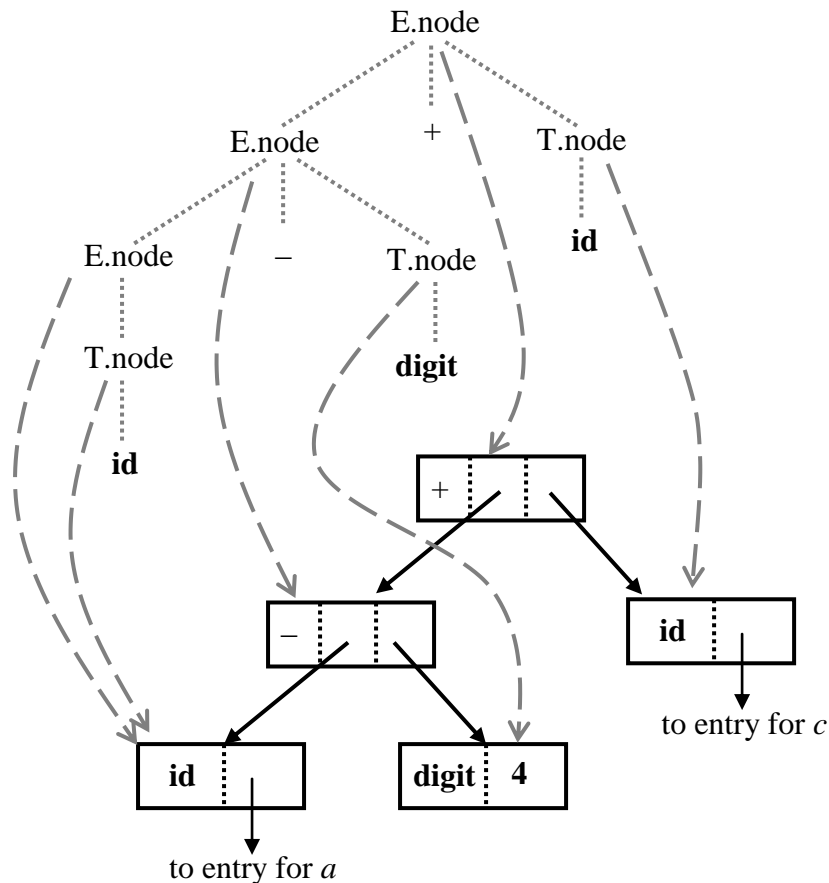 E.node
E.node + T.node
E.node – T.node id
T.node digit
id
+
– id
to entry for c
id digit 4
to entry for a